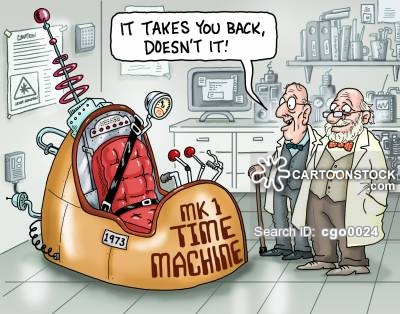 CAUTION
IT TAKES YOU BACK,
DOESN'T IT!
MK 1
TIME
MACHINE
1973
CARTOONSTOCK
.com
Search ID: cgo0024